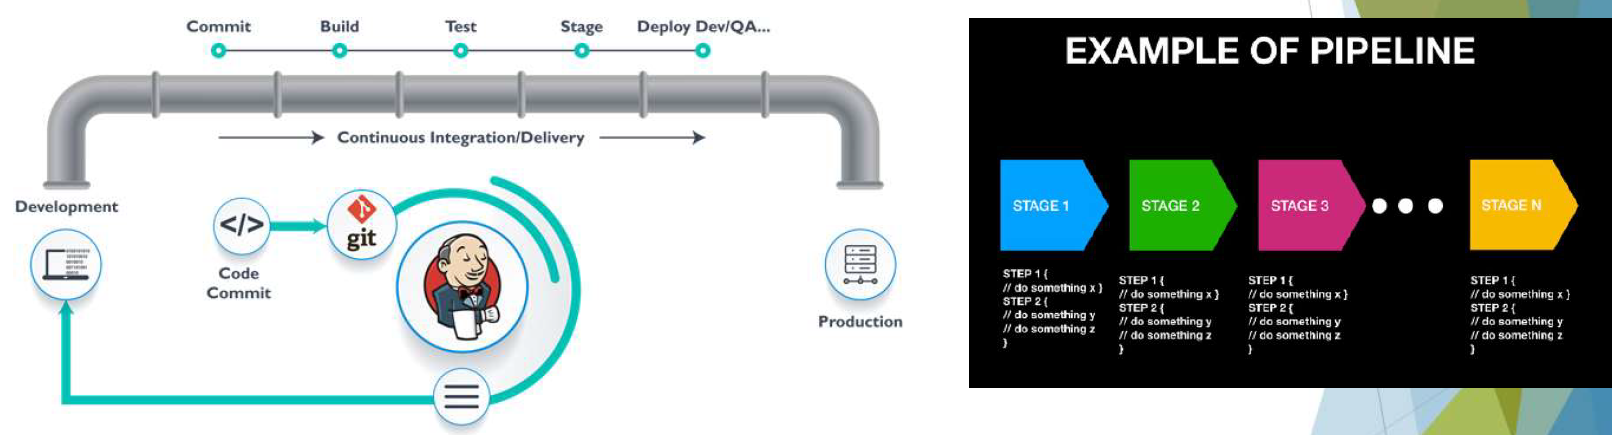 Commit
Build
Test
Stage
Deploy Dev/QA...
Continuous Integration/Delivery
Development
</>
git
Code
Commit
Production
EXAMPLE OF PIPELINE
STAGE 1
STAGE 2
STAGE 3
STAGE N
STEP 1 {
// do something x }
STEP 2 {
// do something y
// do something z
}
STEP 1 {
// do something x }
STEP 2 {
// do something y
// do something z
}
STEP 1 {
// do something x }
STEP 2 {
// do something y
// do something z
}
STEP 1 {
// do something x }
STEP 2 {
// do something y
// do something z
}